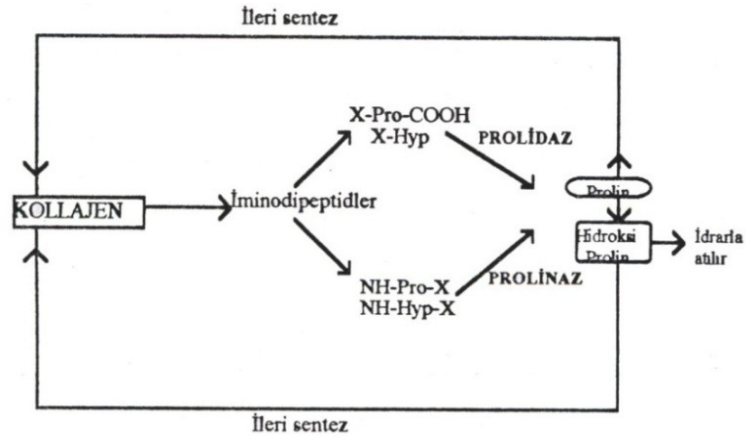 İleri sentez
X-Pro-COOH
X-Hyp
PROLİDAZ
Prolin
KOLLAJEN
İminodipeptidler
Hidroksi
Prolin
İdrarla
atılır
NH-Pro-X
NH-Hyp-X
PROLİNAZ
İleri sentez